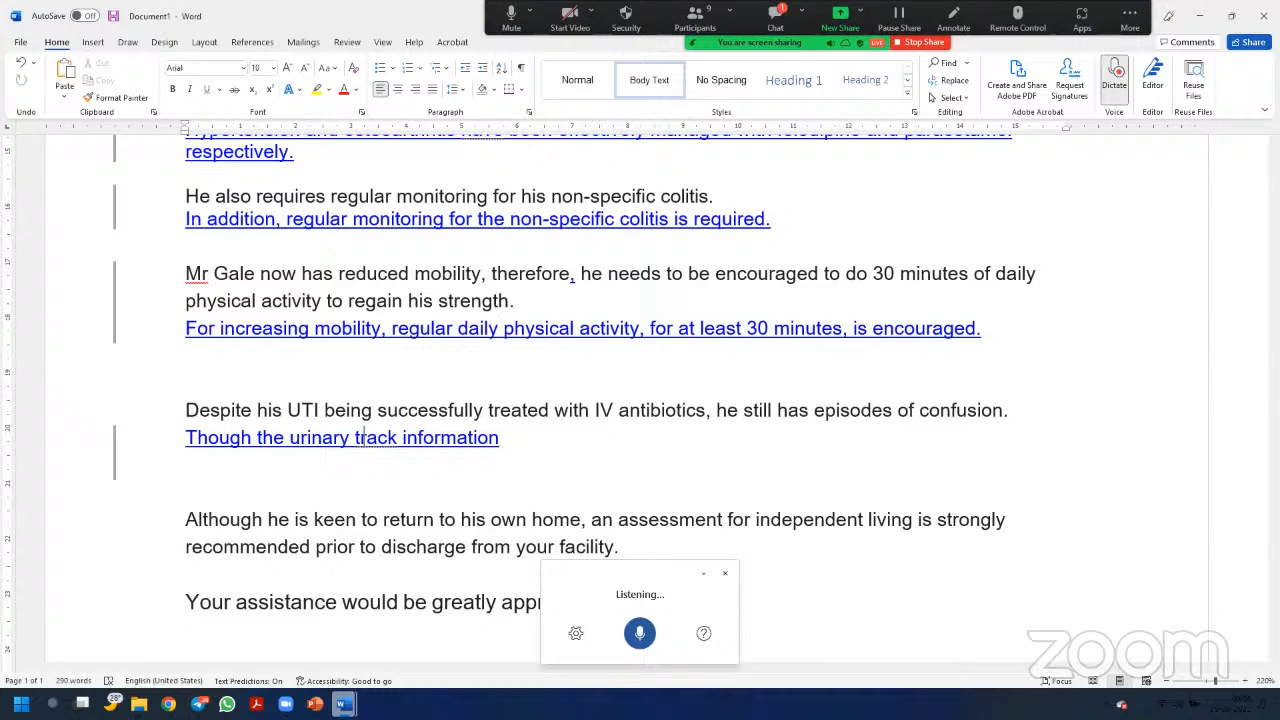 AutoSave
Off
Document1 - Word
Mute
Start Video
Security
Participants
9
Chat
1
New Share
Pause Share
Annotate
Remote Control
Apps
More
You are screen sharing
LIVE
Stop Share
File
Home
Insert
Draw
Design
Layout
References
Mailings
Review
View
Help
Acrobat
Comments
Share
Paste
Cut
Copy
Format Painter
Arial
10
Normal
Body Text
No Spacing
Heading 1
Heading 2
Find
Replace
Select
Create and Share Adobe PDF
Request Signatures
Dictate
Editor
Reuse Files
Undo
Clipboard
Font
Paragraph
Styles
Editing
Adobe Acrobat
Voice
Editor
Reuse Files
respectively.
He also requires regular monitoring for his non-specific colitis.
In addition, regular monitoring for the non-specific colitis is required.
Mr Gale now has reduced mobility, therefore, he needs to be encouraged to do 30 minutes of daily
physical activity to regain his strength.
For increasing mobility, regular daily physical activity, for at least 30 minutes, is encouraged.
Despite his UTI being successfully treated with IV antibiotics, he still has episodes of confusion.
Though the urinary track information
Although he is keen to return to his own home, an assessment for independent living is strongly
recommended prior to discharge from your facility.
Your assistance would be greatly appr
Listening...
zoom
Page 1 of 1
290 words
English (United States)
Text Predictions: On
Accessibility: Good to go
Focus
220%
28°